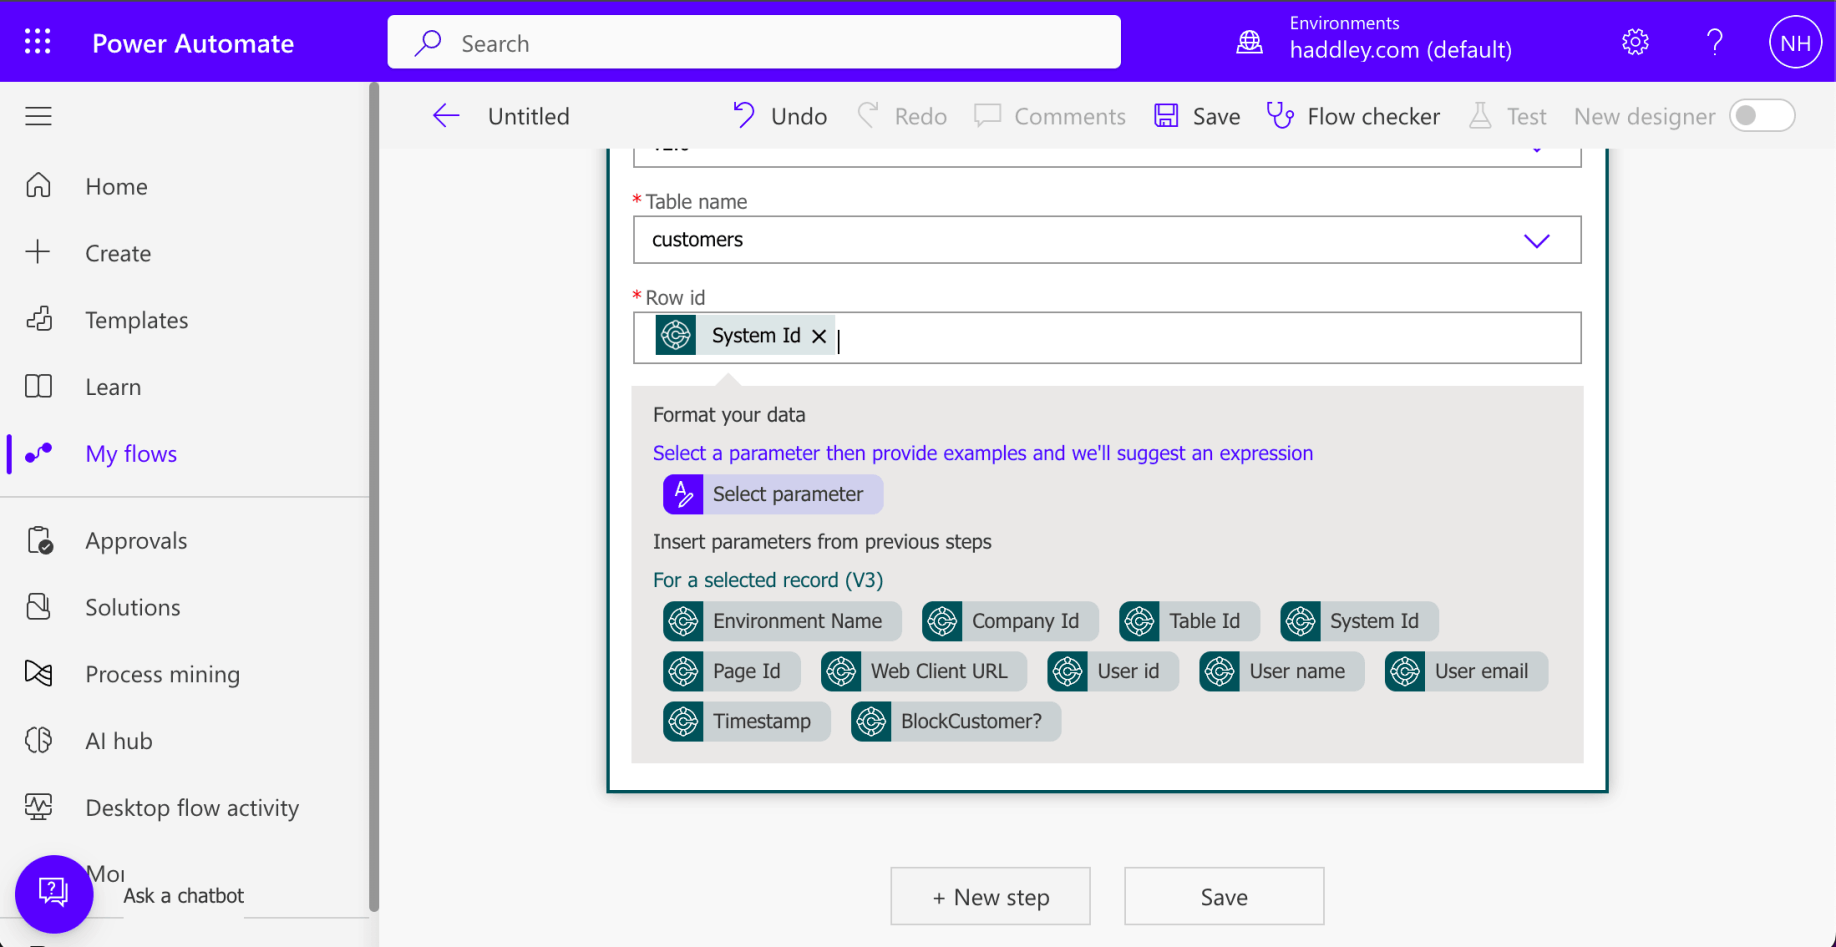 Power Automate
Search
Environments
haddley.com (default)
?
NH
Untitled
Undo
Redo
Comments
Save
Flow checker
Test
New designer
Home
Create
Templates
Learn
My flows
Approvals
Solutions
Process mining
AI hub
Desktop flow activity
Ask a chatbot
* Table name
customers
* Row id
System Id
Format your data
Select a parameter then provide examples and we'll suggest an expression
Select parameter
Insert parameters from previous steps
For a selected record (V3)
Environment Name
Company Id
Table Id
System Id
Page Id
Web Client URL
User id
User name
User email
Timestamp
BlockCustomer?
+ New step
Save